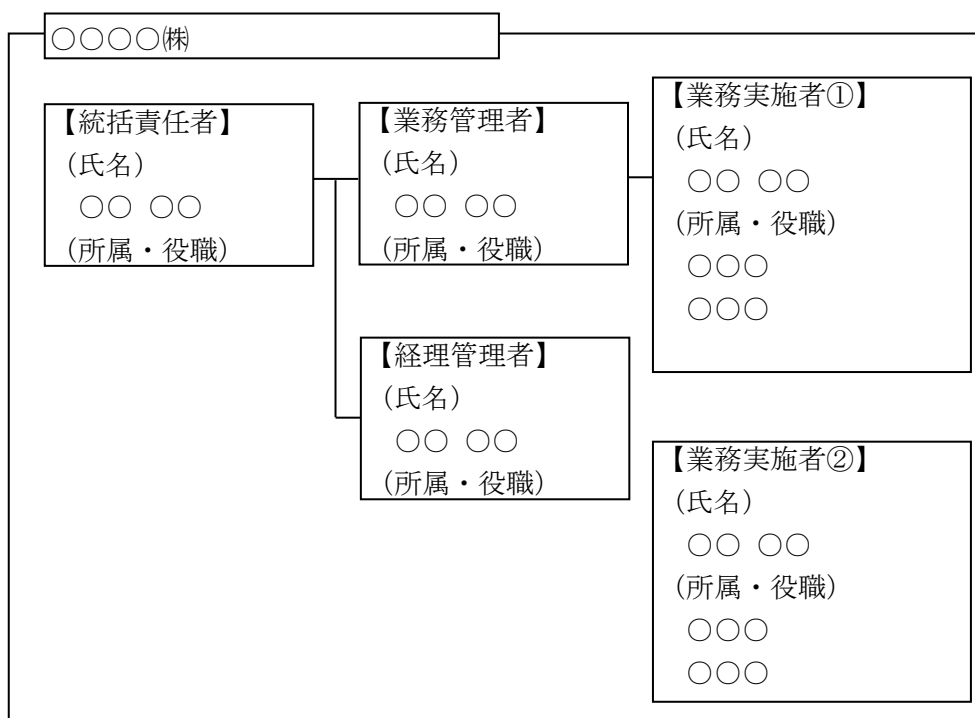 ○○○○㈱
【統括責任者】
（氏名）
○○ ○○
（所属・役職）
【業務管理者】
（氏名）
○○ ○○
（所属・役職）
【業務実施者①】
（氏名）
○○ ○○
（所属・役職）
○○○
○○○
【経理管理者】
（氏名）
○○ ○○
（所属・役職）
【業務実施者②】
（氏名）
○○ ○○
（所属・役職）
○○○
○○○